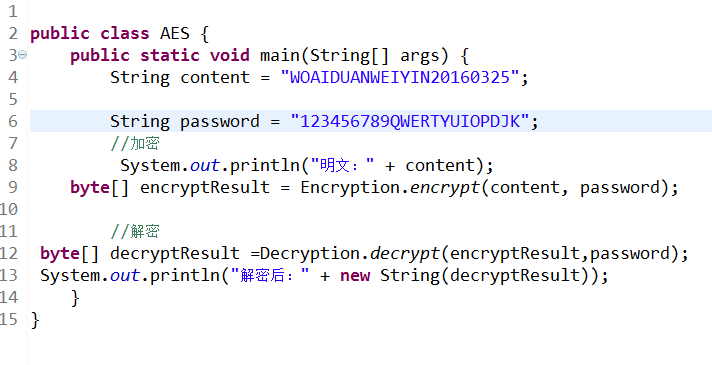 1
2 public class AES {
3 public static void main(String[] args) {
4 String content = "WOAIDUANWEIYIN20160325";
5
6 String password = "123456789QWERTYUIOPDJK";
7 //加密
8 System.out.println("明文：" + content);
9 byte[] encryptResult = Encryption.encrypt(content, password);
10
11 //解密
12 byte[] decryptResult =Decryption.decrypt(encryptResult,password);
13 System.out.println("解密后：" + new String(decryptResult));
14 }
15 }